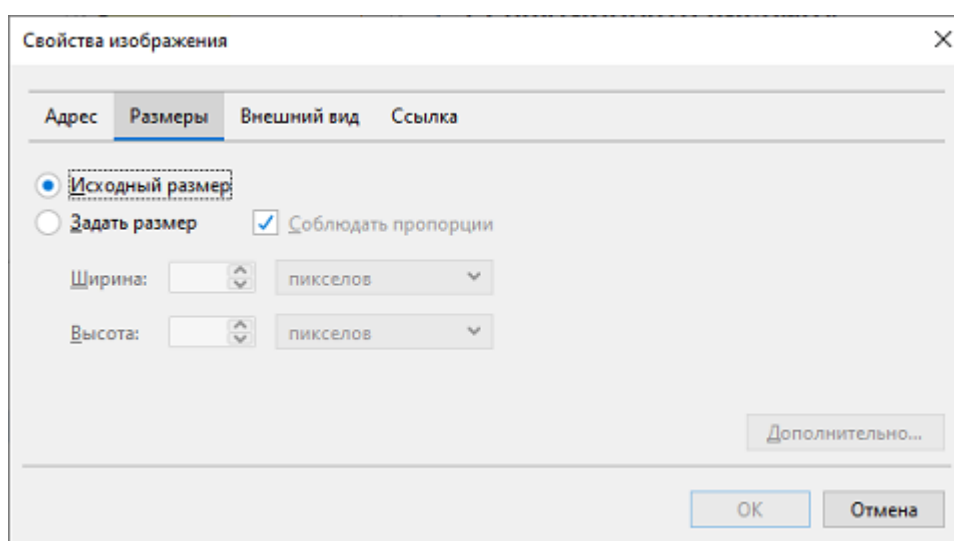 Свойства изображения
Адрес Размеры Внешний вид Ссылка
Исходный размер
Задать размер Соблюдать пропорции
Ширина: пикселов
Высота: пикселов
Дополнительно...
ОК Отмена